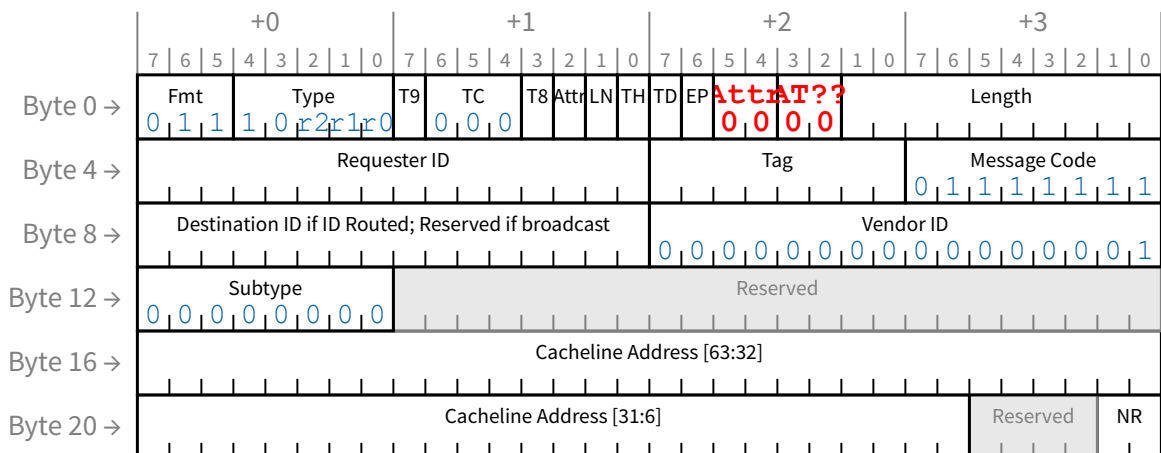 +0 +1 +2 +3
7 6 5 4 3 2 1 0 7 6 5 4 3 2 1 0 7 6 5 4 3 2 1 0 7 6 5 4 3 2 1 0
Byte 0 → Fmt Type T9 TC T8 Attr LN TH TD EP Attr AT?? Length
0 1 1 1 0 r2 r1 r0 0 0 0 0 0 0 0
Byte 4 → Requester ID Tag Message Code
0 1 1 1 1 1 1 1
Byte 8 → Destination ID if ID Routed; Reserved if broadcast Vendor ID
0 0 0 0 0 0 0 0 0 0 0 0 0 0 0 1
Byte 12 → Subtype Reserved
0 0 0 0 0 0 0 0
Byte 16 → Cacheline Address [63:32]
Byte 20 → Cacheline Address [31:6] Reserved NR